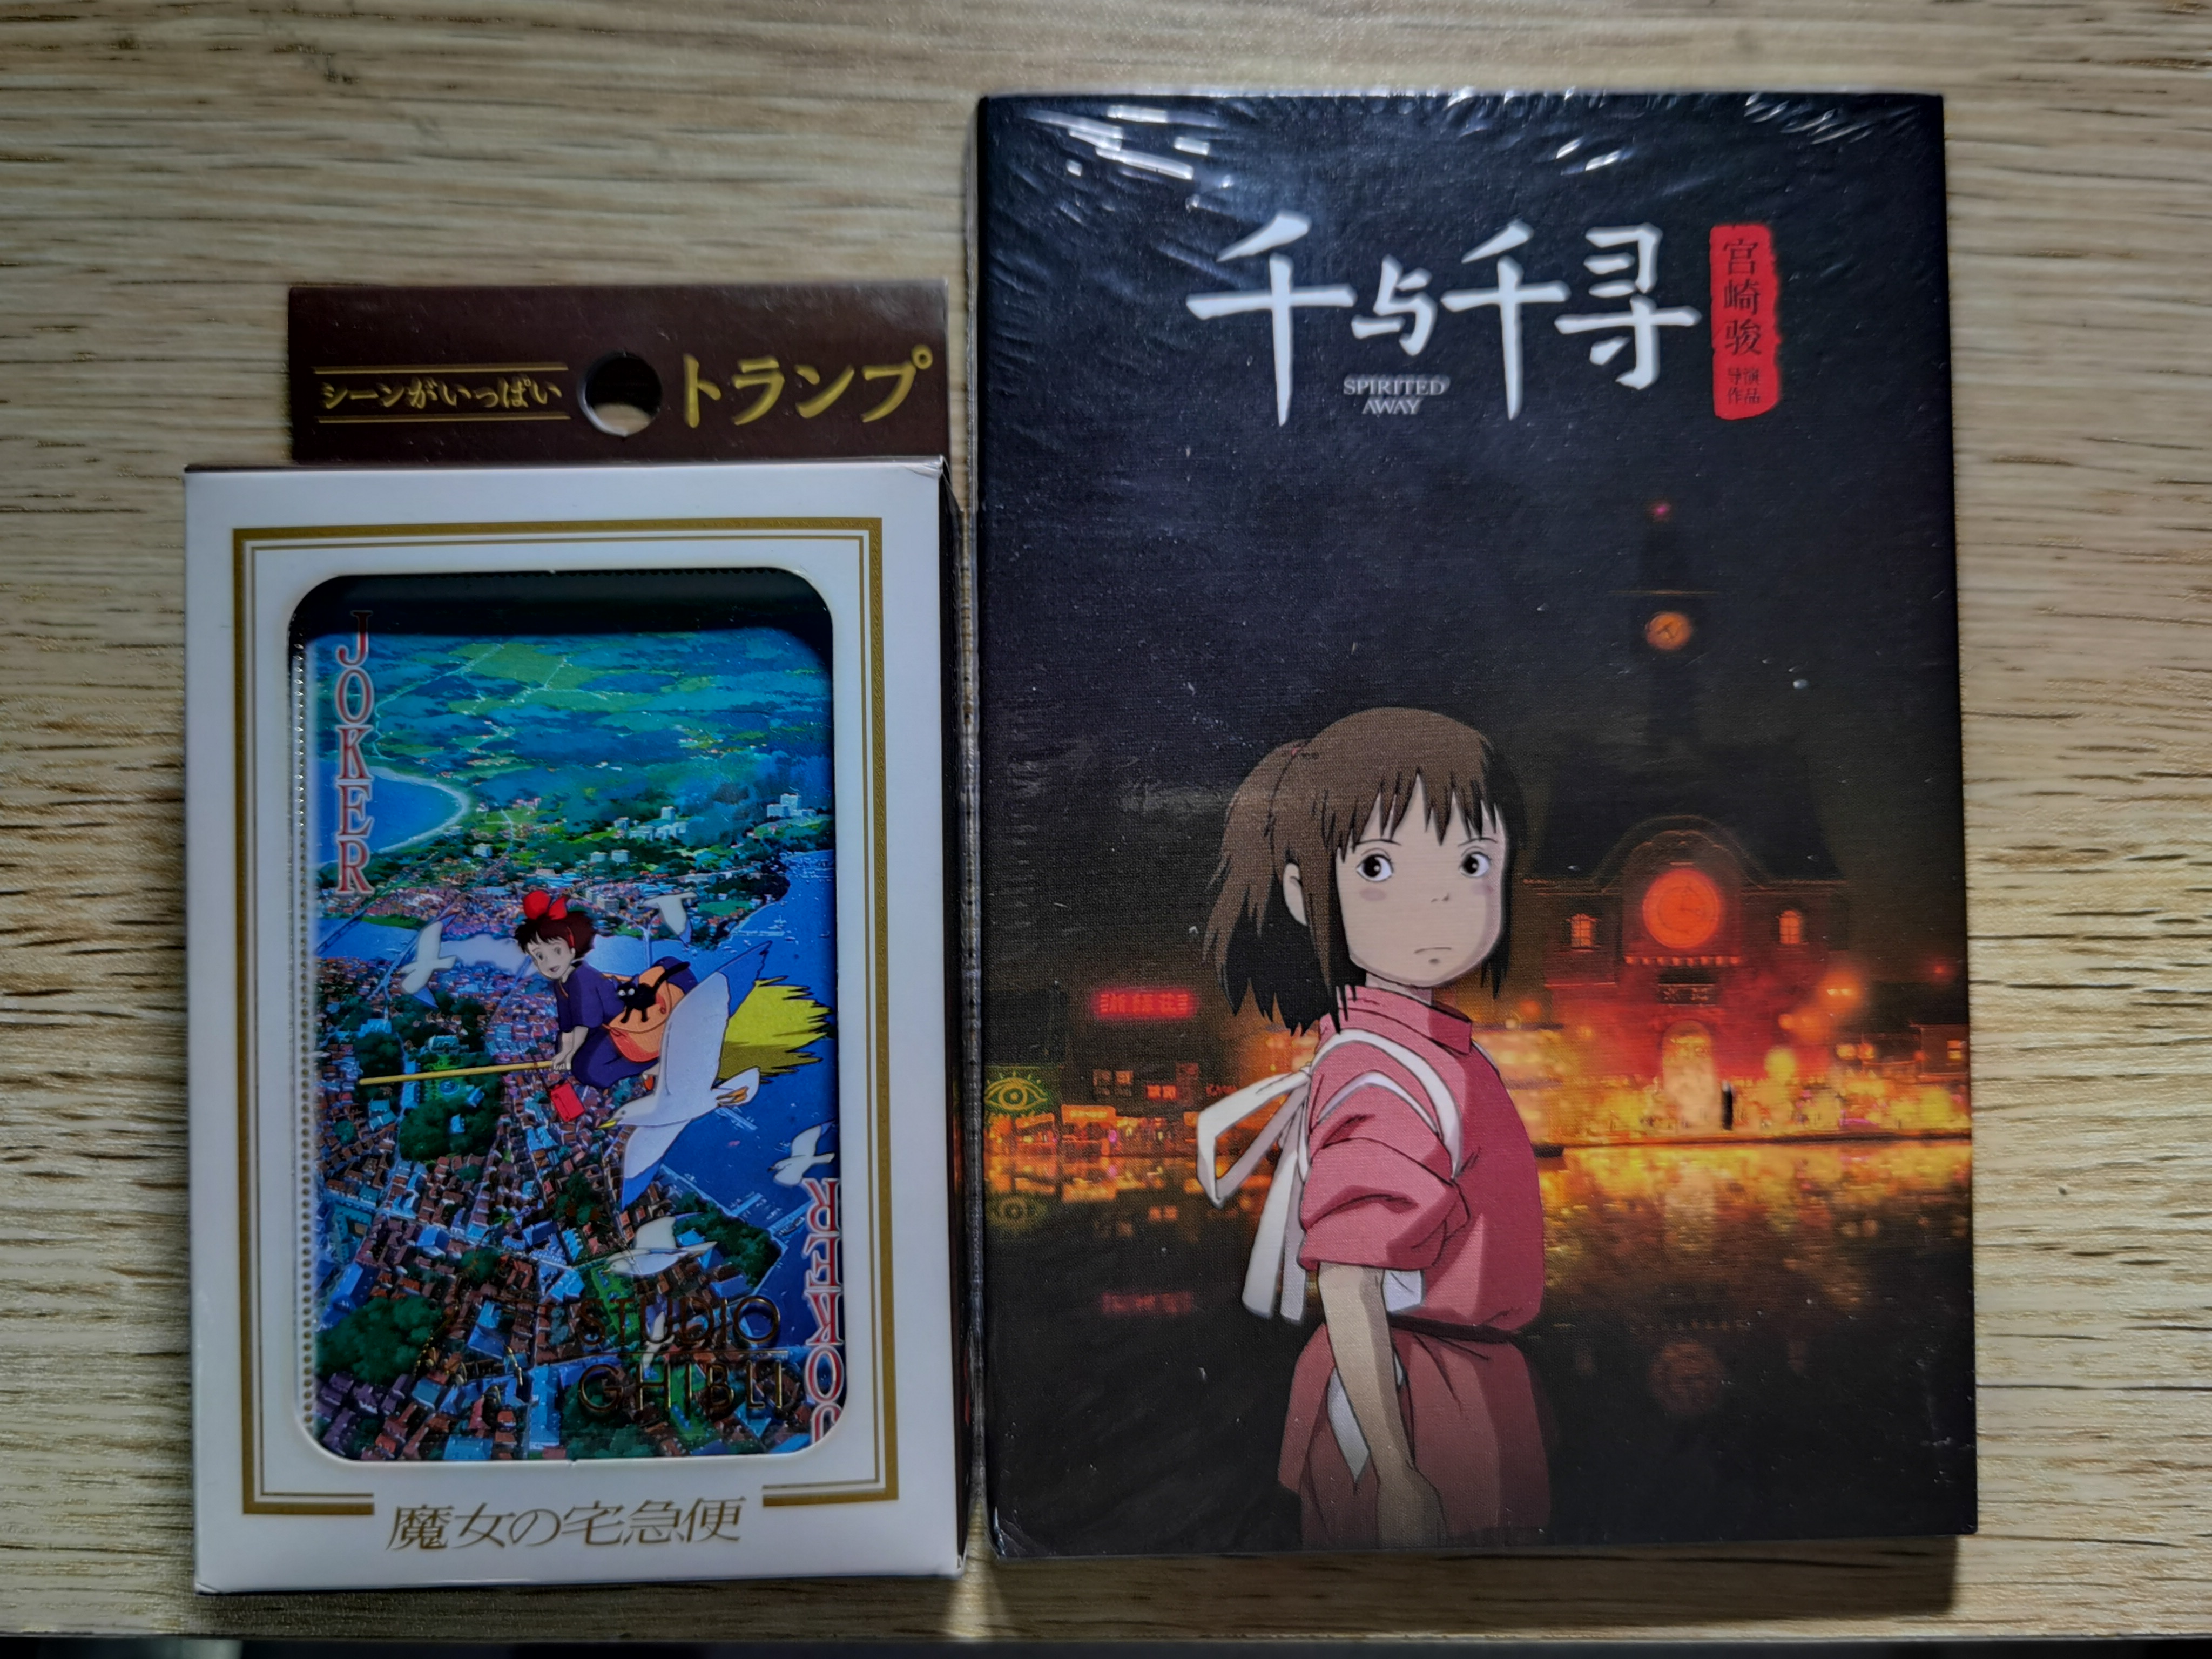 シーンがいっぱい
トランプ
JOKER
STUDIO
GHIBLI
JOKER
魔女の宅急便
千与千寻
SPIRITED
AWAY
宫崎骏
导演
作品